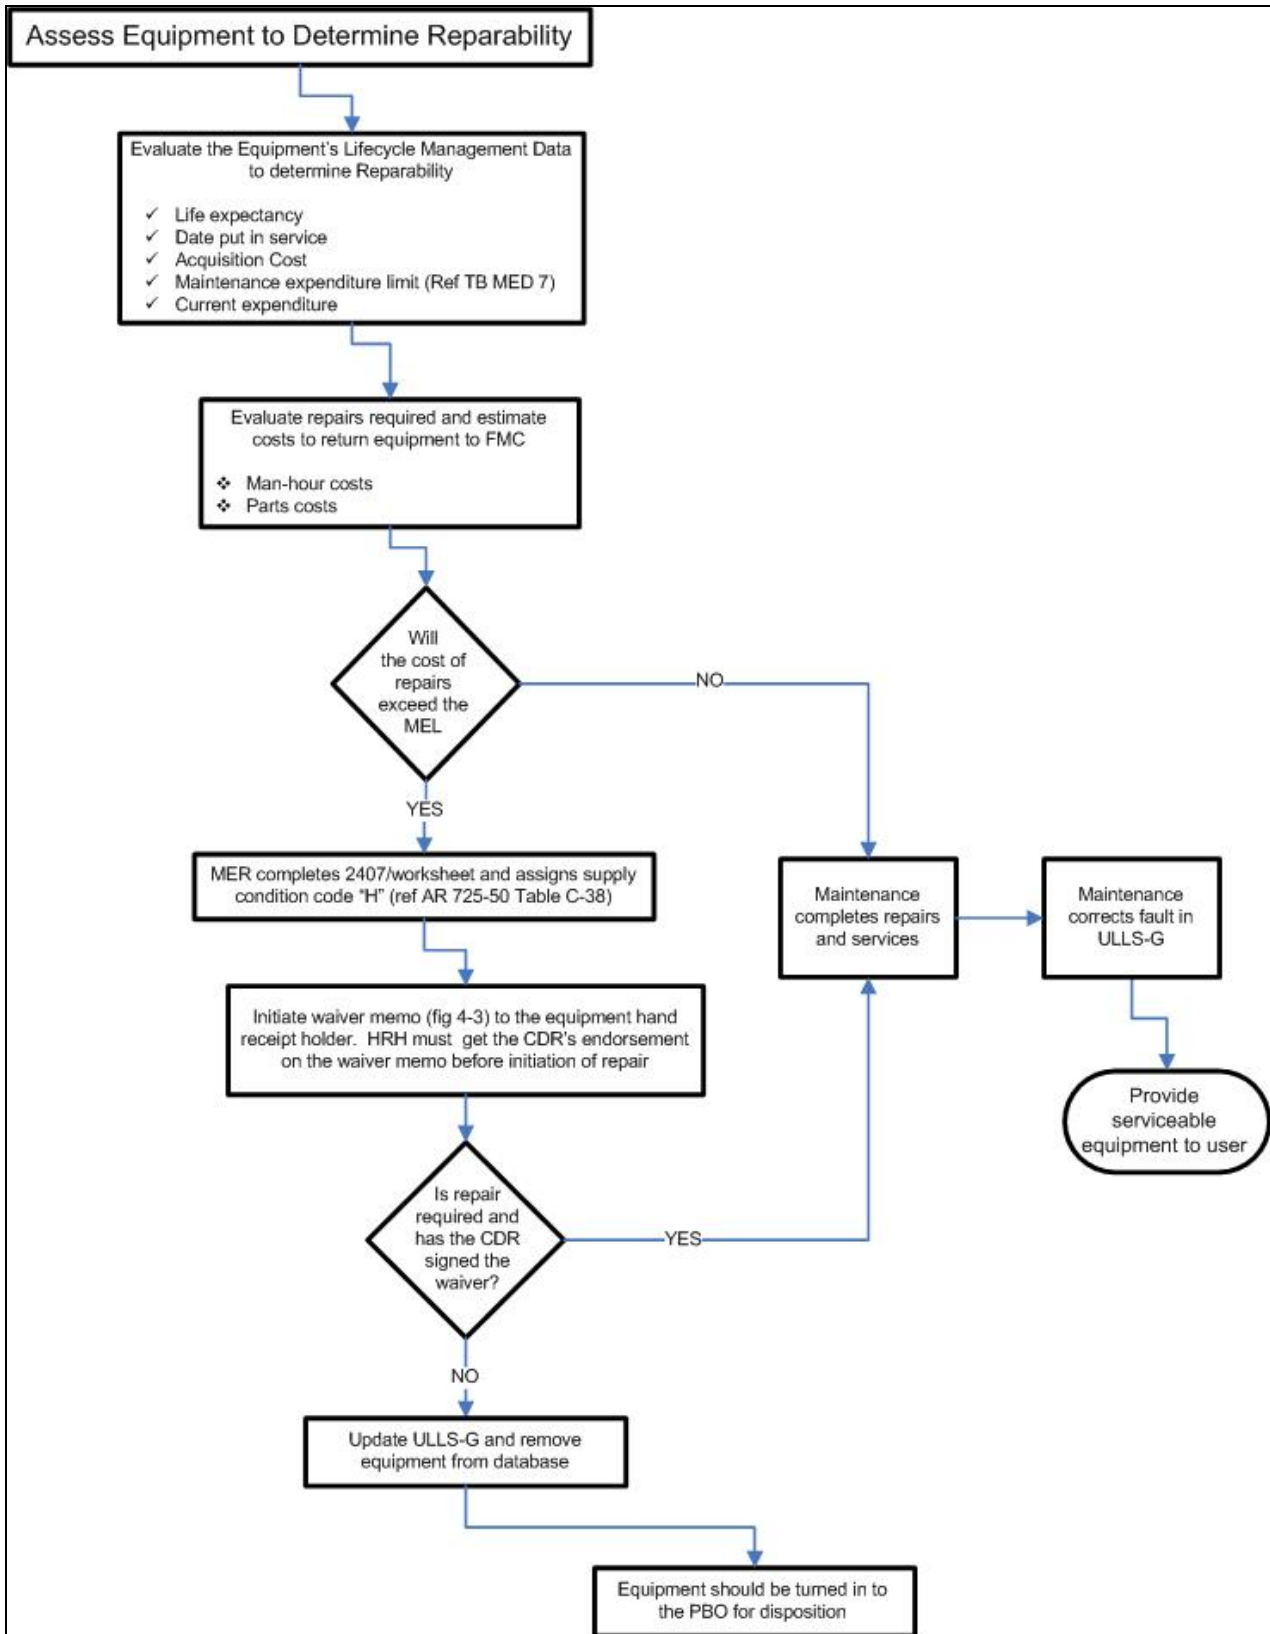 Assess Equipment to Determine Reparability
Evaluate the Equipment's Lifecycle Management Data
to determine Reparability
✓ Life expectancy
✓ Date put in service
✓ Acquisition Cost
✓ Maintenance expenditure limit (Ref TB MED 7)
✓ Current expenditure
Evaluate repairs required and estimate
costs to return equipment to FMC
❖ Man-hour costs
❖ Parts costs
Will
the cost of
repairs
exceed the
MEL
NO
YES
MER completes 2407/worksheet and assigns supply
condition code “H” (ref AR 725-50 Table C-38)
Maintenance
completes repairs
and services
Maintenance
corrects fault in
ULLS-G
Initiate waiver memo (fig 4-3) to the equipment hand
receipt holder. HRH must get the CDR's endorsement
on the waiver memo before initiation of repair
Provide
serviceable
equipment to user
Is repair
required and
has the CDR
signed the
waiver?
YES
NO
Update ULLS-G and remove
equipment from database
Equipment should be turned in to
the PBO for disposition